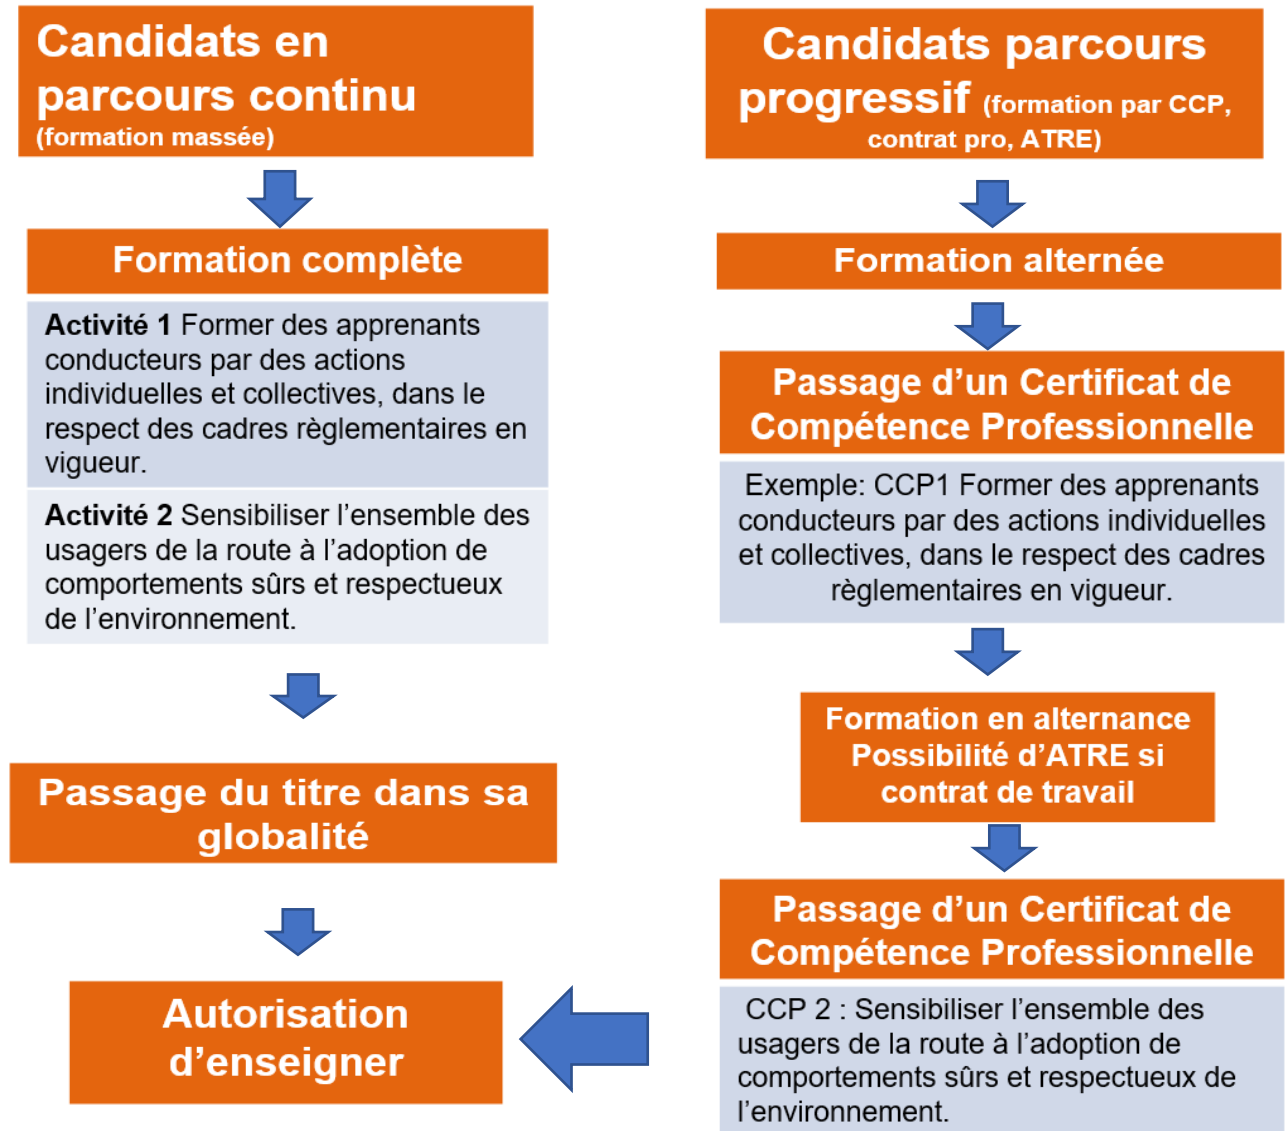 Candidats en
parcours continu
(formation massée)
Formation complète
Activité 1 Former des apprenants
conducteurs par des actions
individuelles et collectives, dans le
respect des cadres règlementaires en
vigueur.
Activité 2 Sensibiliser l’ensemble des
usagers de la route à l’adoption de
comportements sûrs et respectueux
de l’environnement.
Passage du titre dans sa
globalité
Autorisation
d’enseigner
Candidats parcours
progressif (formation par CCP,
contrat pro, ATRE)
Formation alternée
Passage d’un Certificat de
Compétence Professionnelle
Exemple: CCP1 Former des apprenants
conducteurs par des actions individuelles
et collectives, dans le respect des cadres
règlementaires en vigueur.
Formation en alternance
Possibilité d’ATRE si
contrat de travail
Passage d’un Certificat de
Compétence Professionnelle
CCP 2 : Sensibiliser l’ensemble des
usagers de la route à l’adoption de
comportements sûrs et respectueux de
l’environnement.